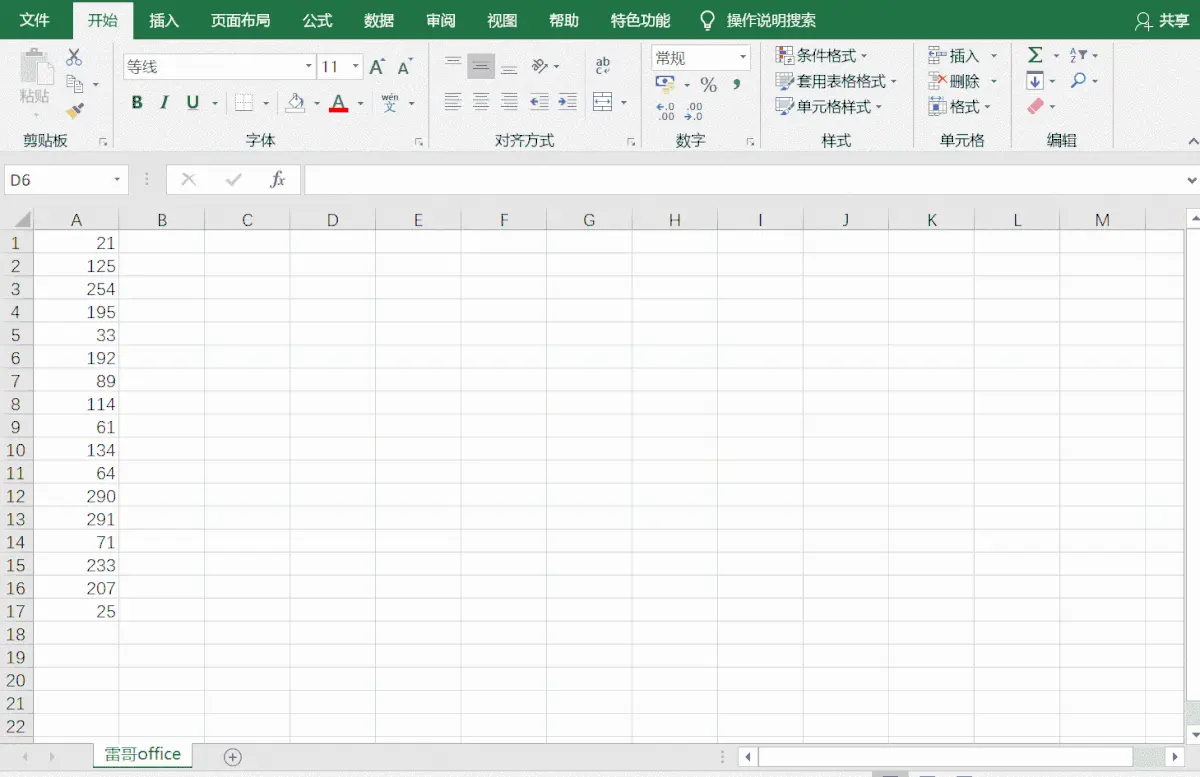 文件 开始 插入 页面布局 公式 数据 审阅 视图 帮助 特色功能 操作说明搜索 共享
粘贴
等线 11 A A
B I U A wén 文
ab
常规
% ,
.0 .00
.00 .0
条件格式
套用表格格式
单元格样式
插入
删除
格式
Σ A Z
剪贴板 字体 对齐方式 数字 样式 单元格 编辑
D6 fx
A B C D E F G H I J K L M
1 21
2 125
3 254
4 195
5 33
6 192
7 89
8 114
9 61
10 134
11 64
12 290
13 291
14 71
15 233
16 207
17 25
18
19
20
21
22
雷哥office